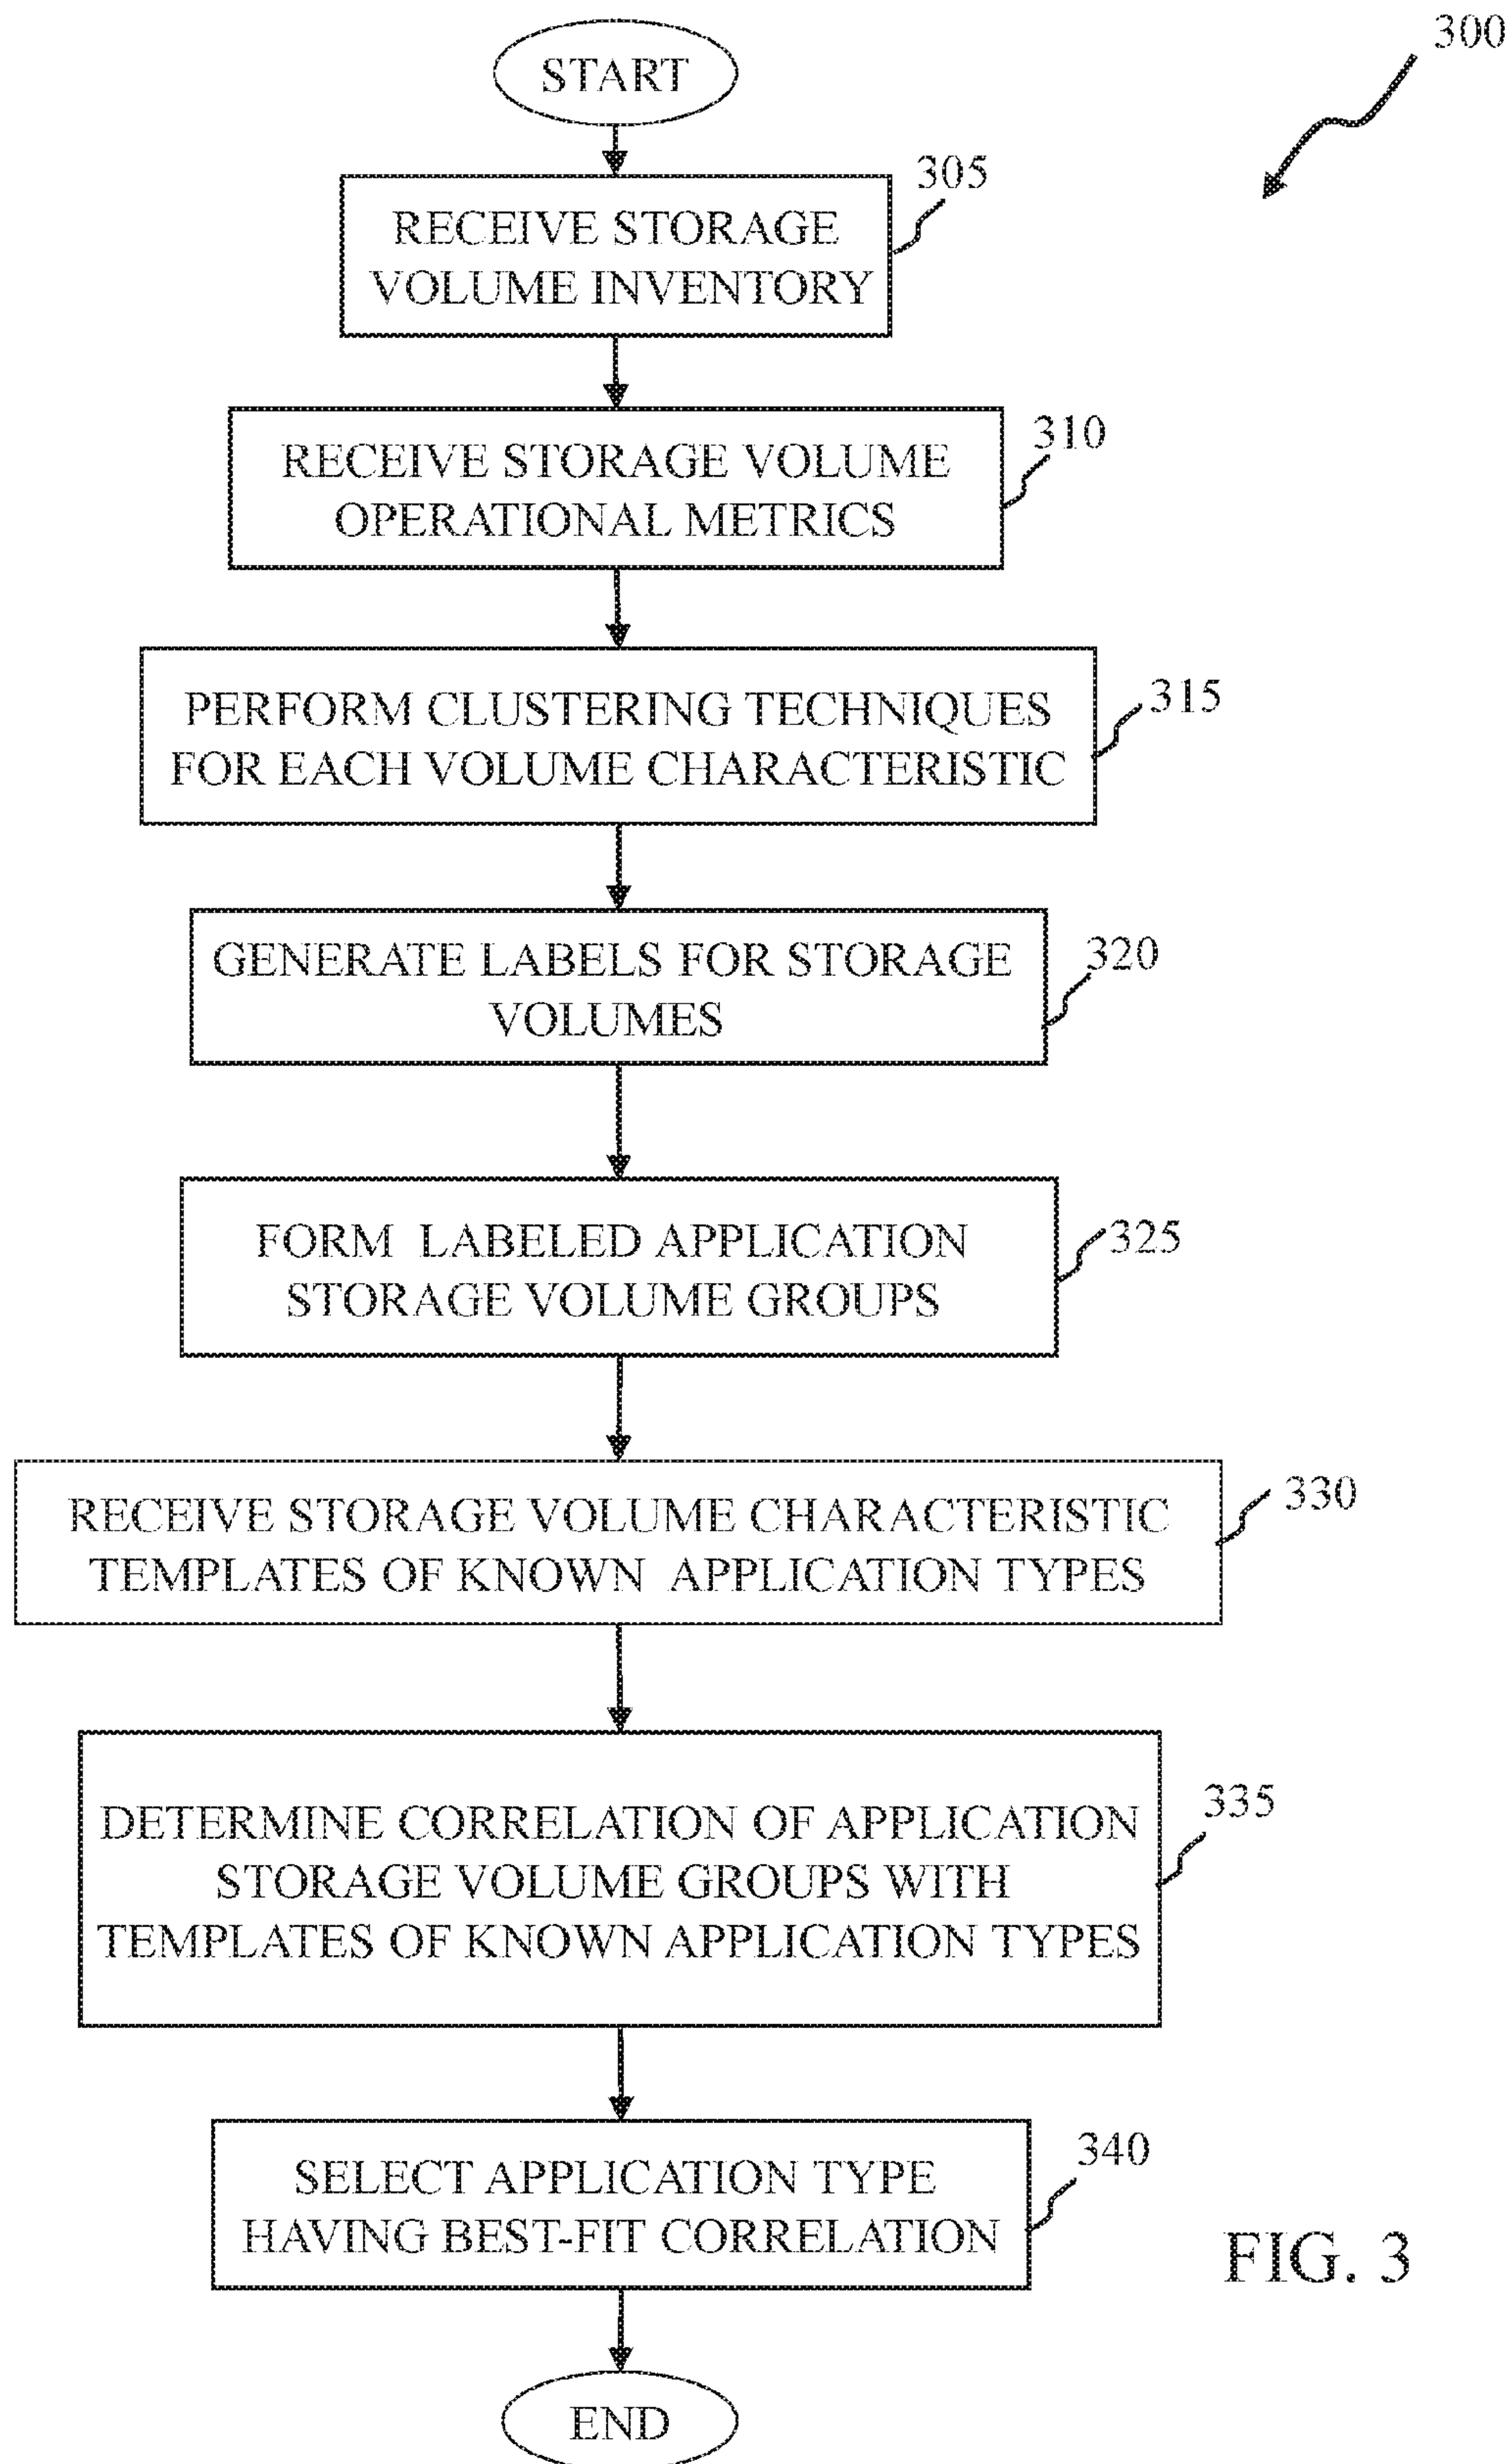 300
START
305
RECEIVE STORAGE
VOLUME INVENTORY
310
RECEIVE STORAGE VOLUME
OPERATIONAL METRICS
315
PERFORM CLUSTERING TECHNIQUES
FOR EACH VOLUME CHARACTERISTIC
320
GENERATE LABELS FOR STORAGE
VOLUMES
325
FORM LABELED APPLICATION
STORAGE VOLUME GROUPS
330
RECEIVE STORAGE VOLUME CHARACTERISTIC
TEMPLATES OF KNOWN APPLICATION TYPES
335
DETERMINE CORRELATION OF APPLICATION
STORAGE VOLUME GROUPS WITH
TEMPLATES OF KNOWN APPLICATION TYPES
340
SELECT APPLICATION TYPE
HAVING BEST-FIT CORRELATION
FIG. 3
END